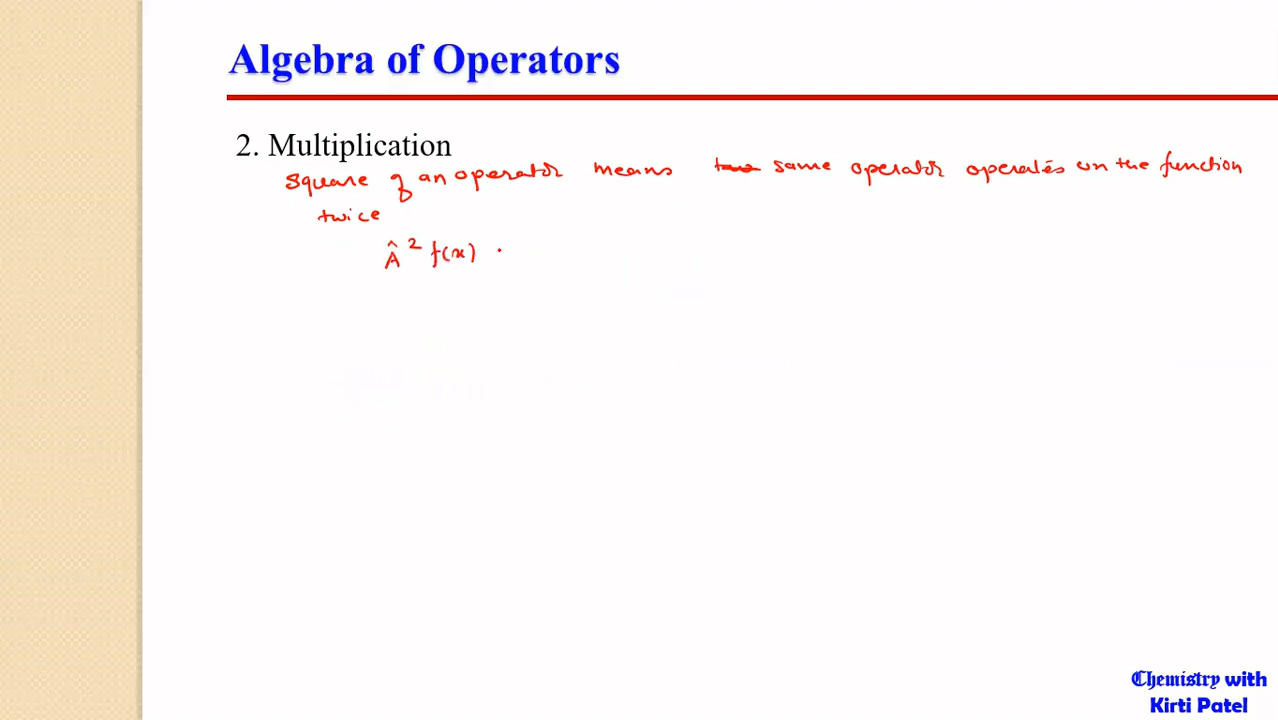 Algebra of Operators
2. Multiplication
square of an operator means same operator operates on the function
twice
Â² f(x)
Chemistry with
Kirti Patel